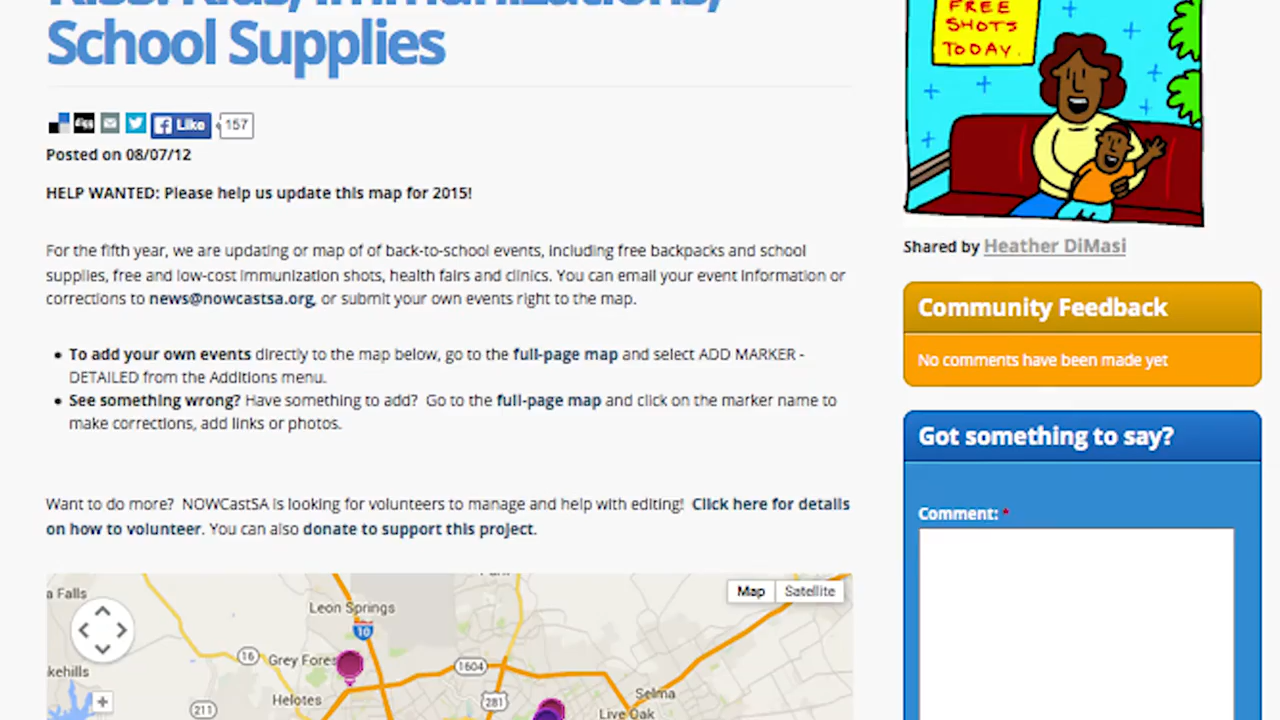 School Supplies
digg
Like
157
Posted on 08/07/12
HELP WANTED: Please help us update this map for 2015!
For the fifth year, we are updating or map of of back-to-school events, including free backpacks and school
supplies, free and low-cost immunization shots, health fairs and clinics. You can email your event information or
corrections to news@nowcastsa.org, or submit your own events right to the map.
• To add your own events directly to the map below, go to the full-page map and select ADD MARKER -
DETAILED from the Additions menu.
• See something wrong? Have something to add? Go to the full-page map and click on the marker name to
make corrections, add links or photos.
Want to do more? NOWCastSA is looking for volunteers to manage and help with editing! Click here for details
on how to volunteer. You can also donate to support this project.
a Falls
Leon Springs
Map
Satellite
10
16
Grey Fores
1604
kehills
Helotes
281
Selma
211
Live Oak
FREE
SHOTS
TODAY.
Shared by Heather DiMasi
Community Feedback
No comments have been made yet
Got something to say?
Comment: *